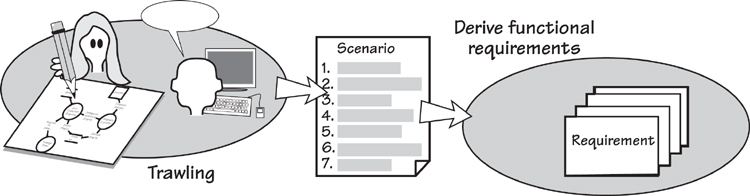 Trawling
Scenario
1.
2.
3.
4.
5.
6.
7.
Derive functional
requirements
Requirement